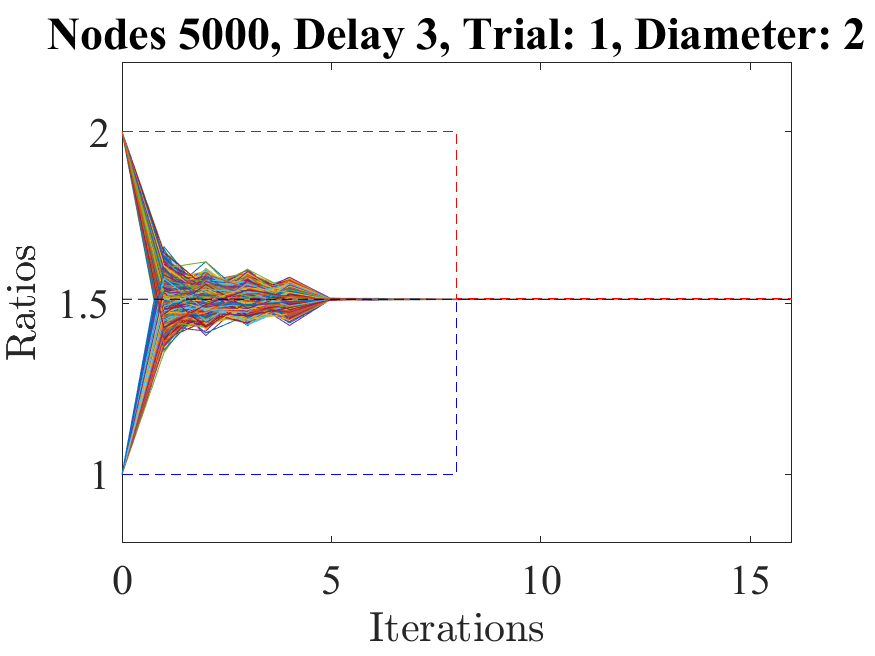 Nodes 5000, Delay 3, Trial: 1, Diameter: 2
2
1.5
1
Ratios
0 5 10 15
Iterations